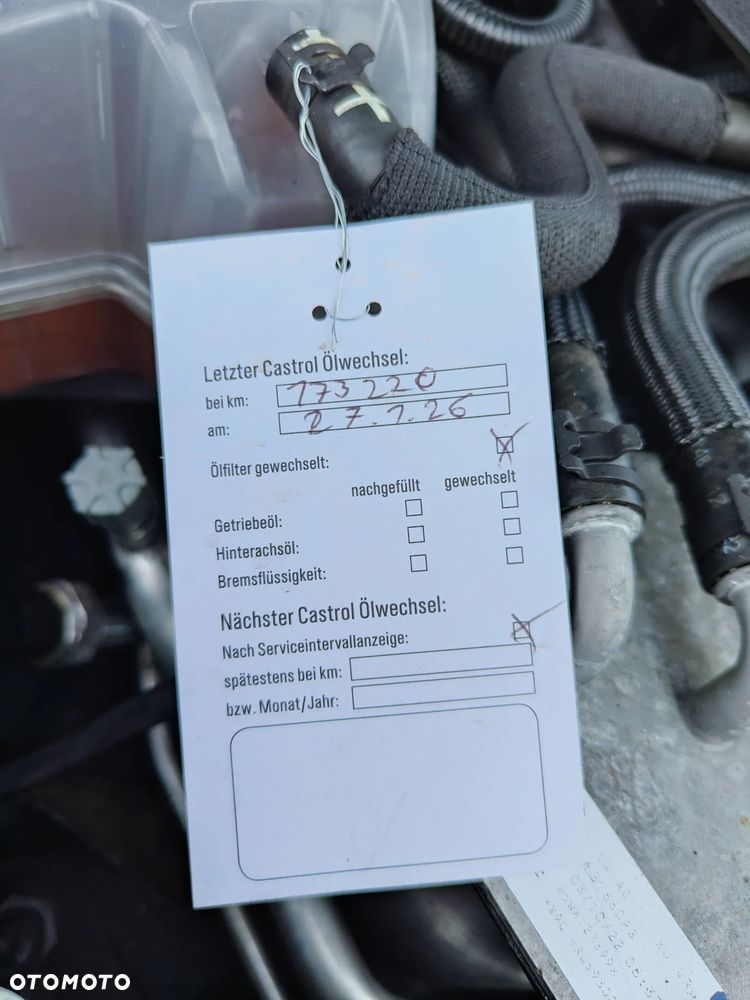 Letzter Castrol Ölwechsel:
bei km: 173220
am: 27.1.26
Ölfilter gewechselt:
nachgefüllt gewechselt
Getriebeöl:
Hinterachsöl:
Bremsflüssigkeit:
Nächster Castrol Ölwechsel:
Nach Serviceintervallanzeige:
spätestens bei km:
bzw. Monat/Jahr:
OTOMOTO